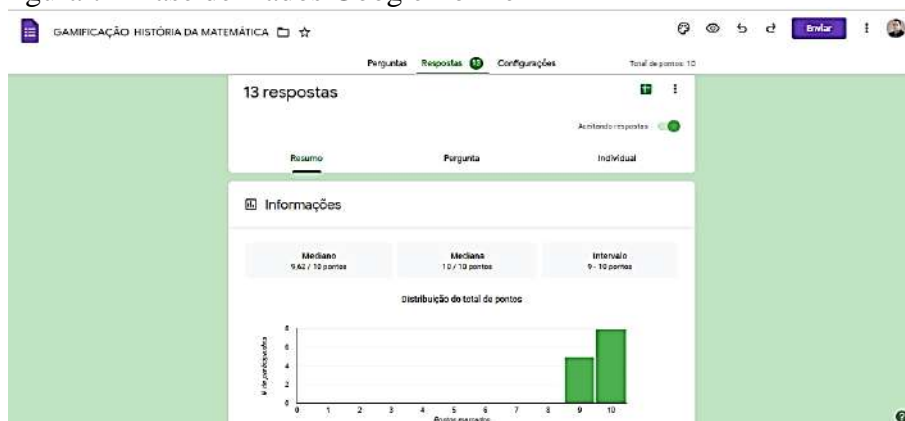 GAMIFICAÇÃO HISTÓRIA DA MATEMÁTICA
Enviar
Perguntas Respostas 13 Configurações Total de pontos: 10
13 respostas
Aceitando respostas
Resumo Pergunta Individual
Informações
Mediano Mediana Intervalo
9,62 / 10 pontos 10 / 10 pontos 9 - 10 pontos
Distribuição do total de pontos
8
6
4
2
0
0 1 2 3 4 5 6 7 8 9 10
Pontos marcados